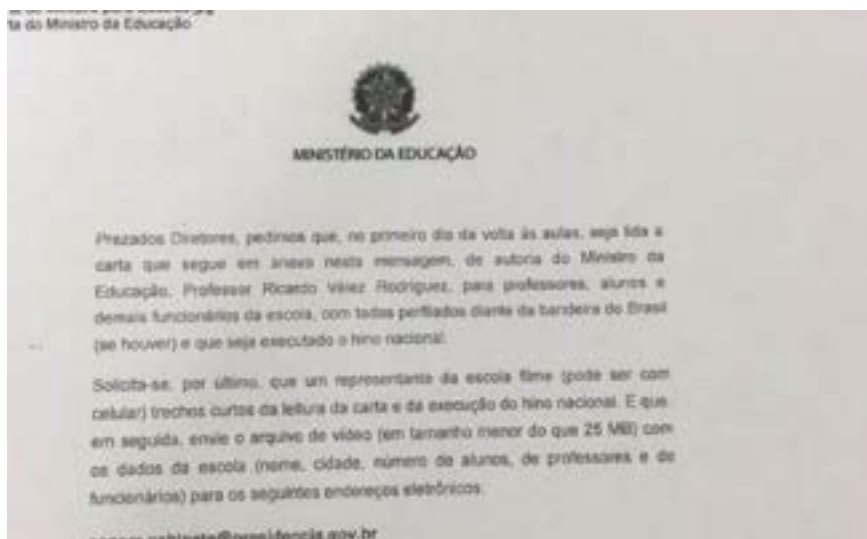 ta do Ministro da Educação
MINISTÉRIO DA EDUCAÇÃO
Prezados Diretores, pedimos que, no primeiro dia da volta às aulas, seja lida a
carta que segue em anexo nesta mensagem, de autoria do Ministro da
Educação, Professor Ricardo Vélez Rodríguez, para professores, alunos e
demais funcionários da escola, com todos perfilados diante da bandeira do Brasil
(se houver) e que seja executado o hino nacional.
Solicita-se, por último, que um representante da escola filme (pode ser com
celular) trechos curtos da leitura da carta e da execução do hino nacional. E que,
em seguida, envie o arquivo de vídeo (em tamanho menor do que 25 MB) com
os dados da escola (nome, cidade, número de alunos, de professores e de
funcionários) para os seguintes endereços eletrônicos:
gabinete@presidencia.gov.br